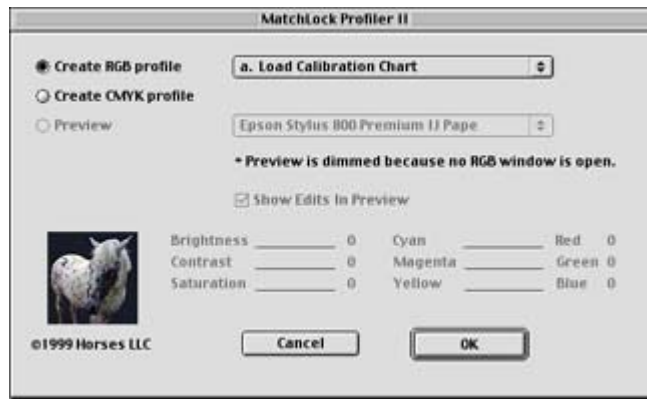 MatchLock Profiler II
Create RGB profile
a. Load Calibration Chart
Create CMYK profile
Preview
Epson Stylus 800 Premium IJ Pape
* Preview is dimmed because no RGB window is open.
Show Edits In Preview
Brightness 0 Cyan Red 0
Contrast 0 Magenta Green 0
Saturation 0 Yellow Blue 0
©1999 Horses LLC
Cancel
OK